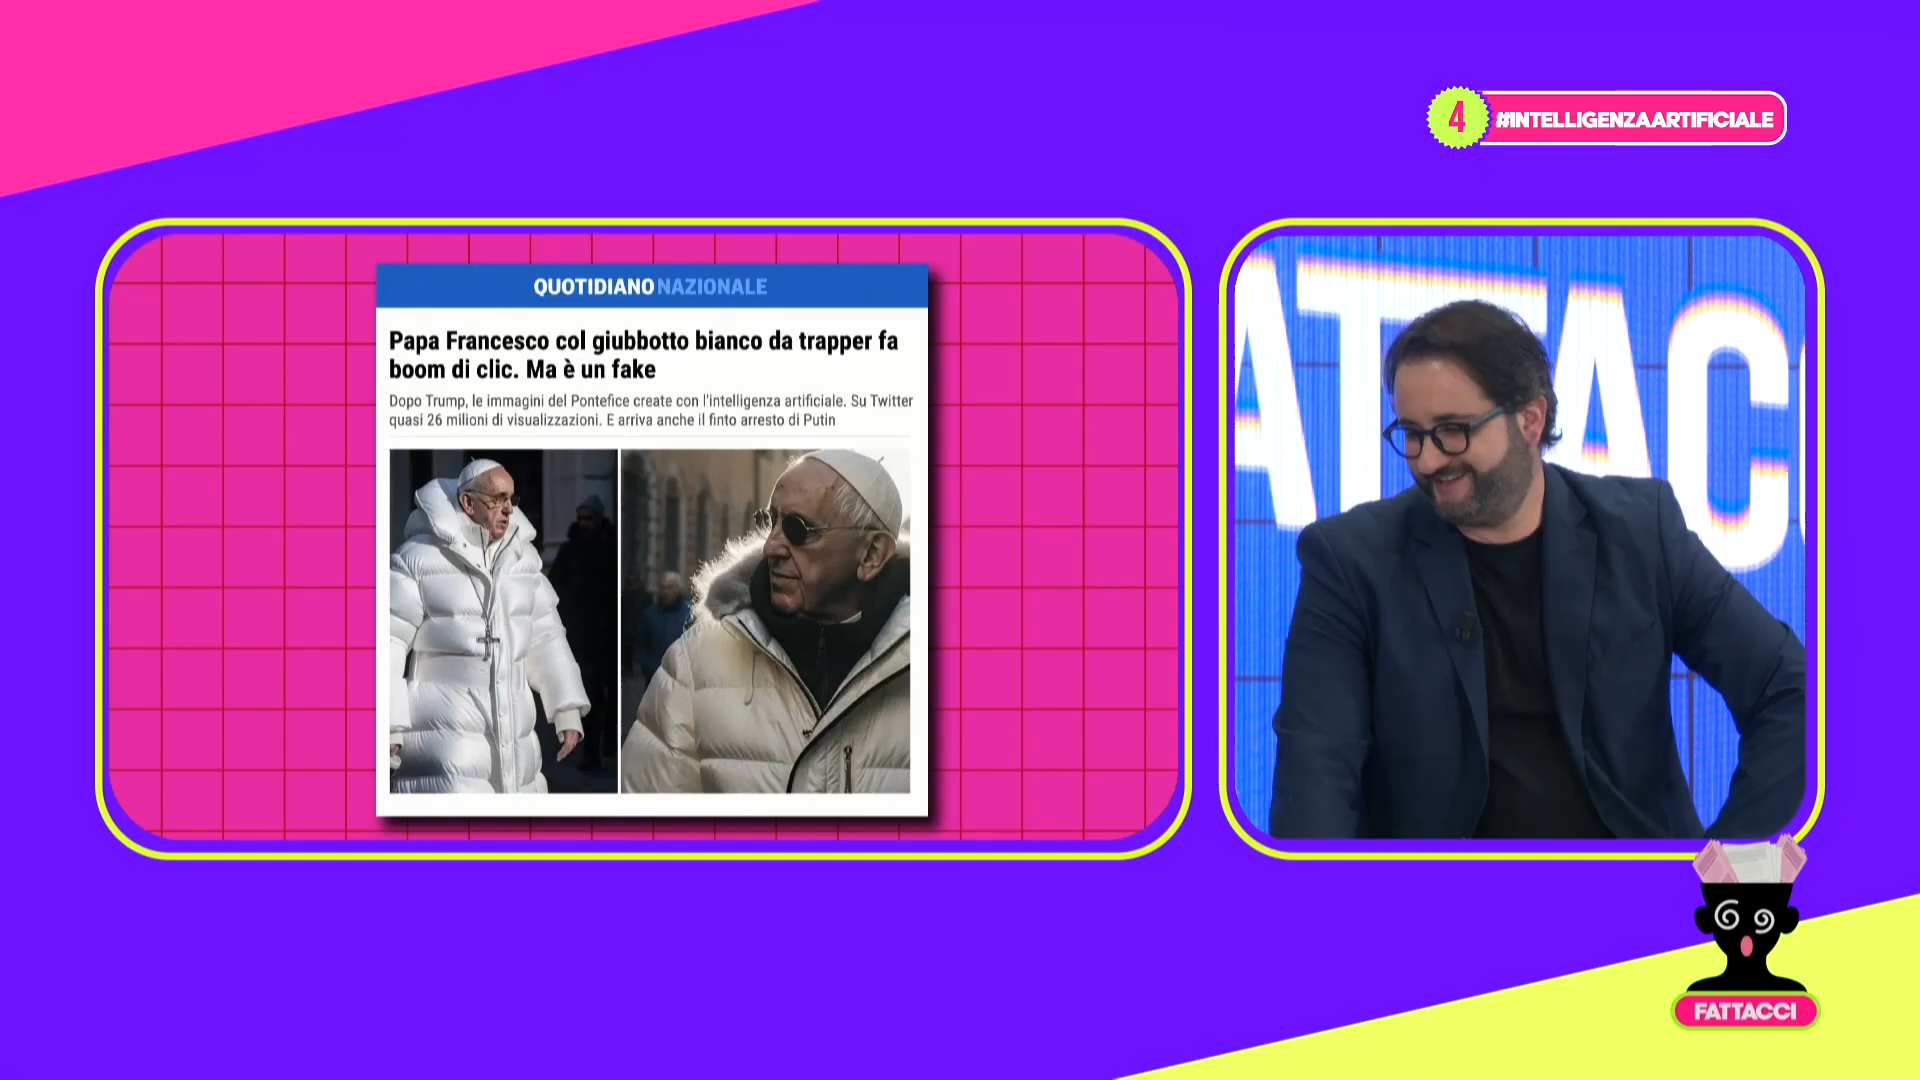 4 #INTELLIGENZAARTIFICIALE
QUOTIDIANO NAZIONALE
Papa Francesco col giubbotto bianco da trapper fa
boom di clic. Ma è un fake
Dopo Trump, le immagini del Pontefice create con l'intelligenza artificiale. Su Twitter
quasi 26 milioni di visualizzazioni. E arriva anche il finto arresto di Putin
ATTAC
FATTACCI